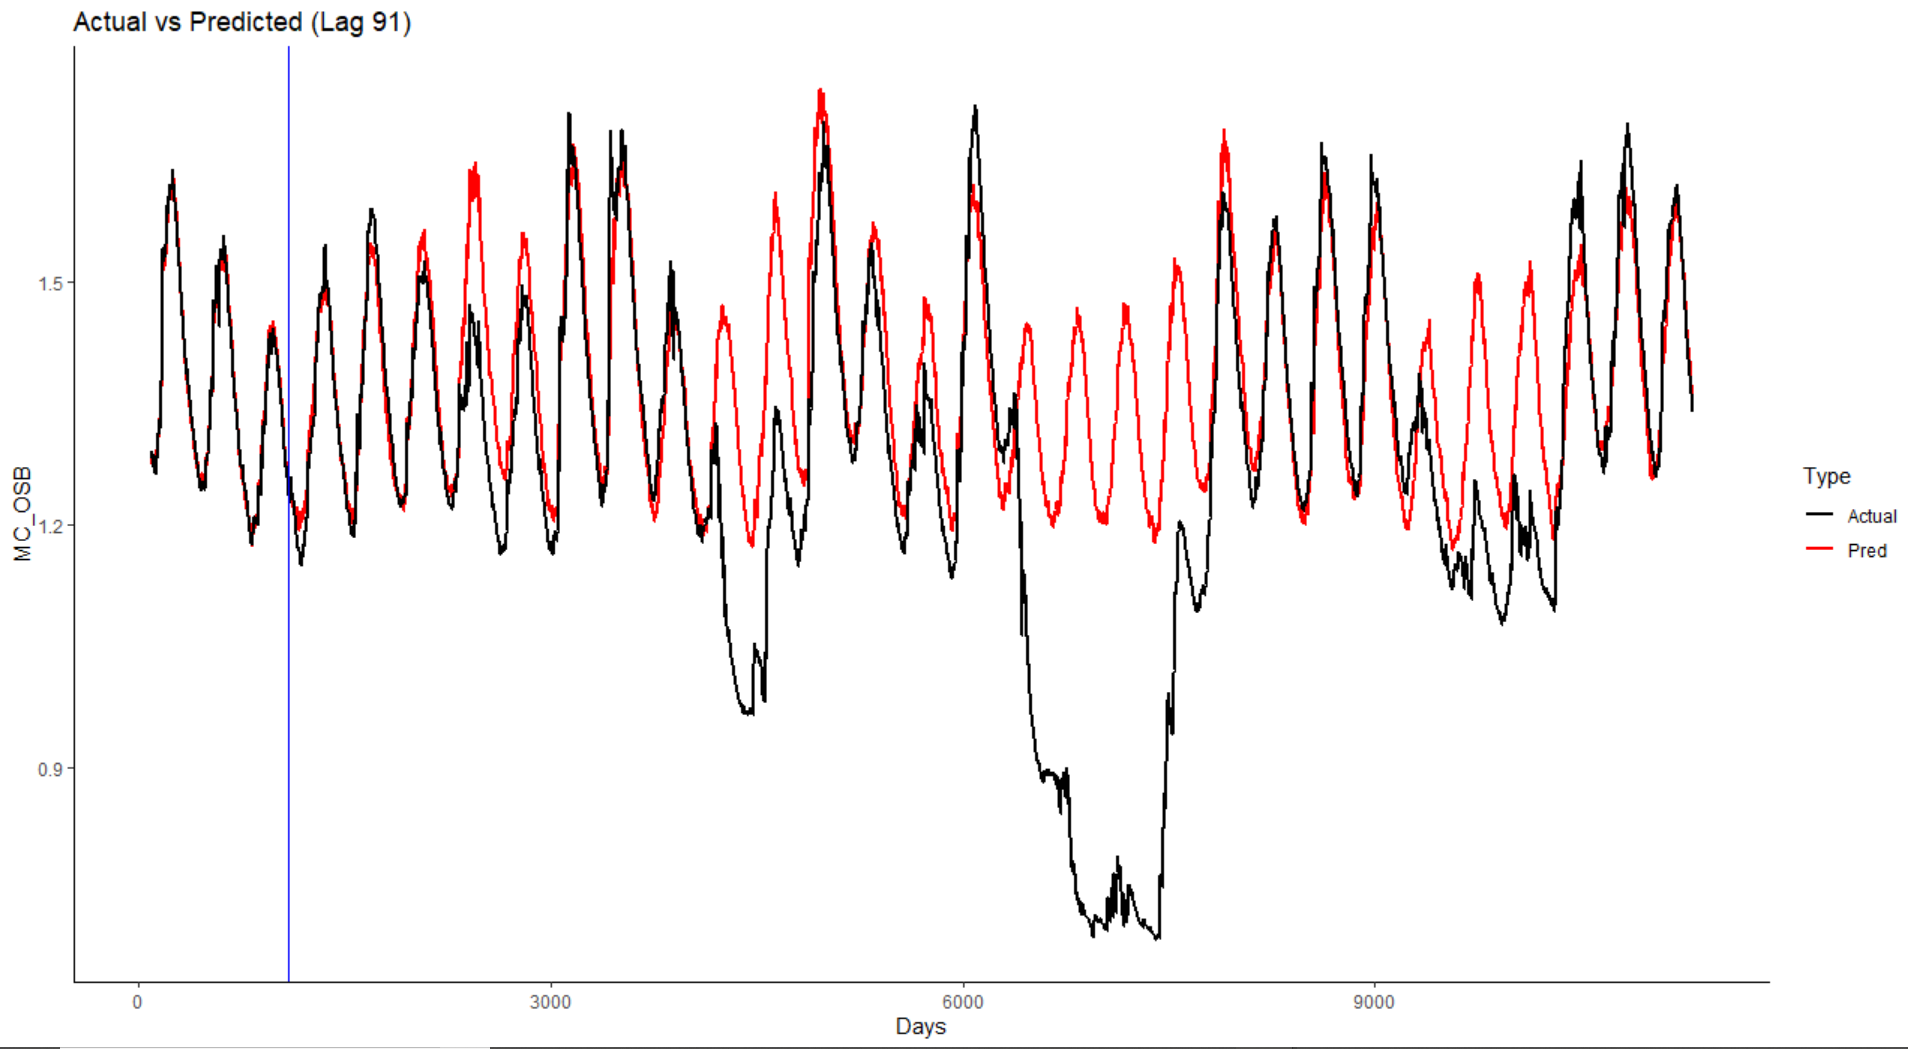 Actual vs Predicted (Lag 91)
MC_OSB
1.5
1.2
0.9
0
3000
6000
9000
Days
Type
Actual
Pred